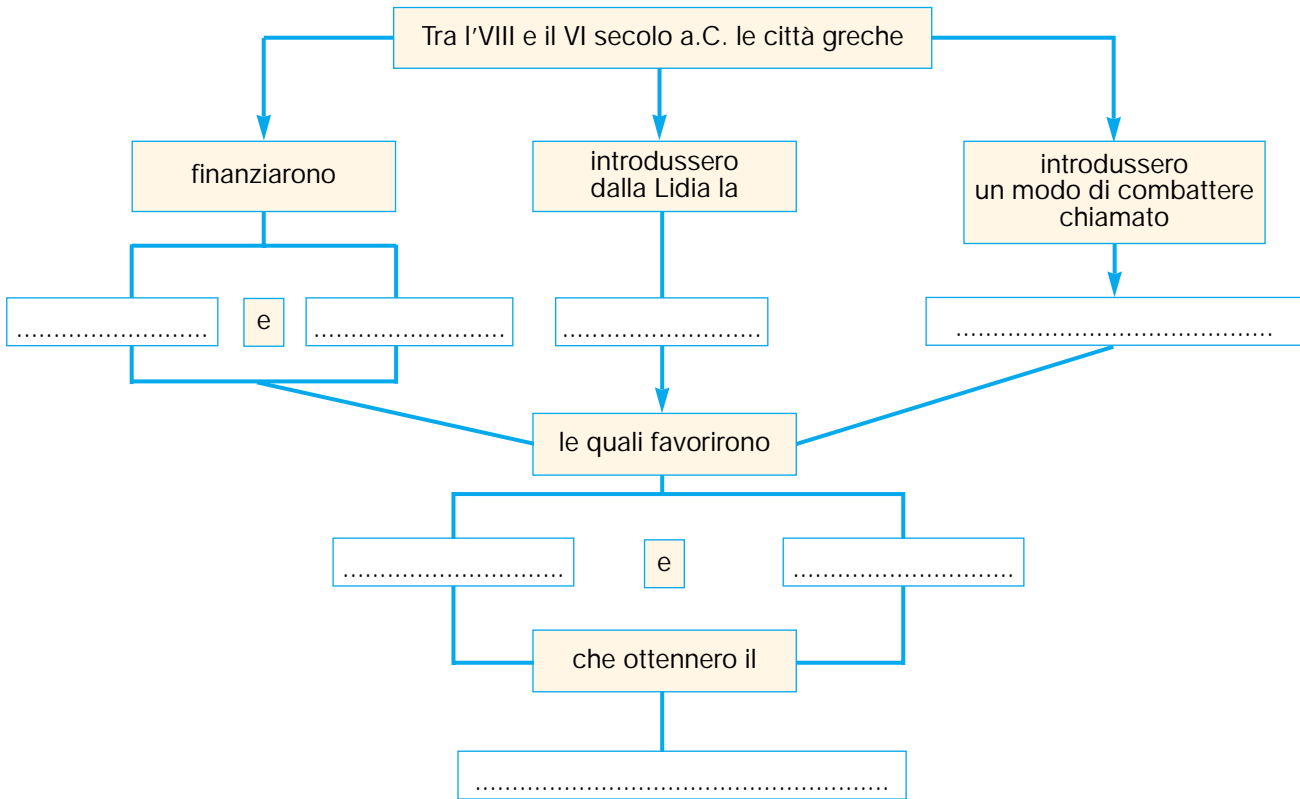 Tra l'VIII e il VI secolo a.C. le città greche
finanziarono
introdussero
dalla Lidia la
introdussero
un modo di combattere
chiamato
..........................
e
..........................
...........................
...........................................
le quali favorirono
..............................
e
..............................
che ottennero il
........................................................